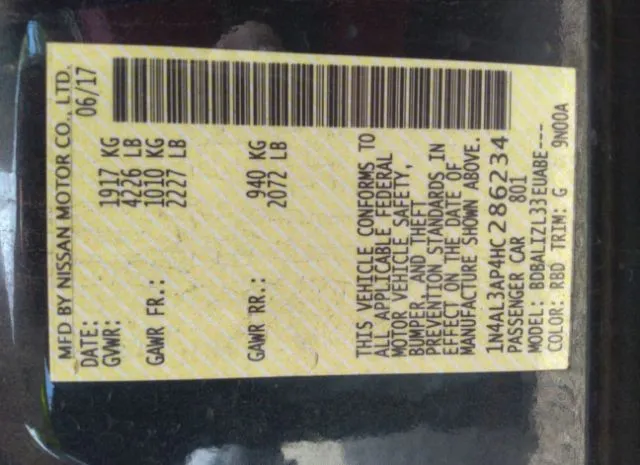 MFD BY NISSAN MOTOR CO., LTD.
DATE: 06/17
GVWR: 1917 KG
4226 LB
GAWR FR.: 1010 KG
2227 LB
GAWR RR.: 940 KG
2072 LB
THIS VEHICLE CONFORMS TO
ALL APPLICABLE FEDERAL
MOTOR VEHICLE SAFETY,
BUMPER, AND THEFT
PREVENTION STANDARDS IN
EFFECT ON THE DATE OF
MANUFACTURE SHOWN ABOVE.
1N4AL3AP4HC286234
PASSENGER CAR 801
MODEL: BDBALIZL33EUABE---
COLOR: RBD TRIM: G 9N00A